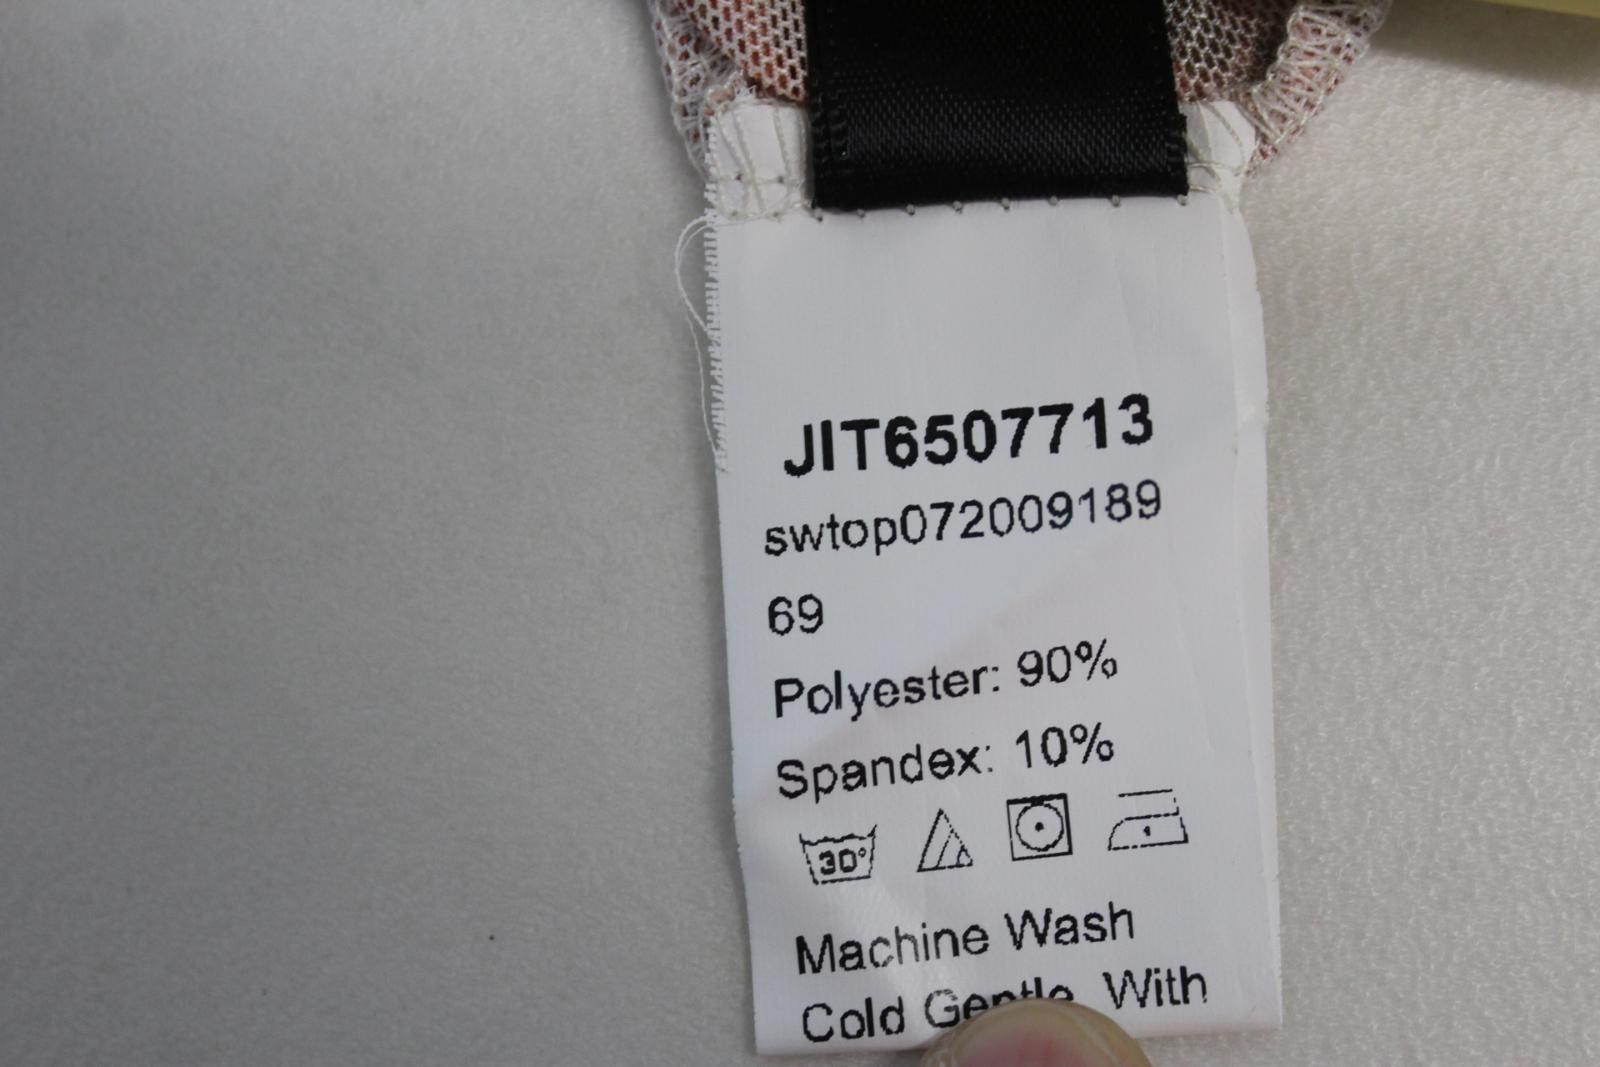 JIT6507713
swtop072009189
69
Polyester: 90%
Spandex: 10%
30°
Machine Wash
Cold Gentle, With